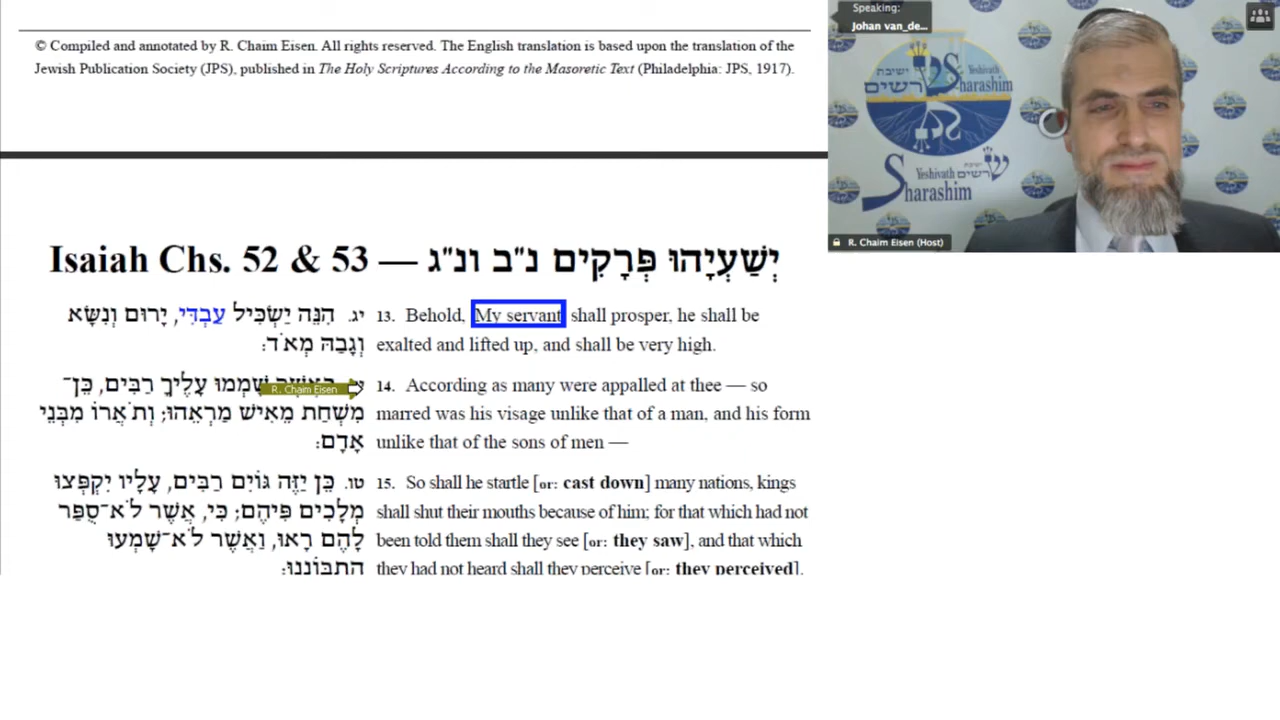 © Compiled and annotated by R. Chaim Eisen. All rights reserved. The English translation is based upon the translation of the
Jewish Publication Society (JPS), published in The Holy Scriptures According to the Masoretic Text (Philadelphia: JPS, 1917).
Isaiah Chs. 52 & 53 — יְשַׁעְיָהוּ פְּרָקִים נ"ב ונ"ג
יג. הִנֵּה יַשְׂכִּיל עַבְדִּי, יָרוּם וְנִשָּׂא
וְגָבַהּ מְאֹד:
13. Behold, My servant shall prosper, he shall be
exalted and lifted up, and shall be very high.
שָׁמְמוּ עָלֶיךָ רַבִּים, כֵּן־
מִשְׁחַת מֵאִישׁ מַרְאֵהוּ; וְתֹאֲרוֹ מִבְּנֵי
אָדָם:
14. According as many were appalled at thee — so
marred was his visage unlike that of a man, and his form
unlike that of the sons of men —
טו. כֵּן יַזֶּה גּוֹיִם רַבִּים, עָלָיו יִקְפְּצוּ
מְלָכִים פִּיהֶם; כִּי, אֲשֶׁר לֹא־סֻפַּר
לָהֶם רָאוּ, וַאֲשֶׁר לֹא־שָׁמְעוּ
הִתְבּוֹנָנוּ:
15. So shall he startle [or: cast down] many nations, kings
shall shut their mouths because of him; for that which had not
been told them shall they see [or: they saw], and that which
they had not heard shall they perceive [or: they perceived].
R. Chaim Eisen
Speaking:
Johan van_de...
ישיבת
שרשים
Yeshivath
Sharashim
Yeshivath ישיבת שרשים
Sharashim
R. Chaim Eisen (Host)